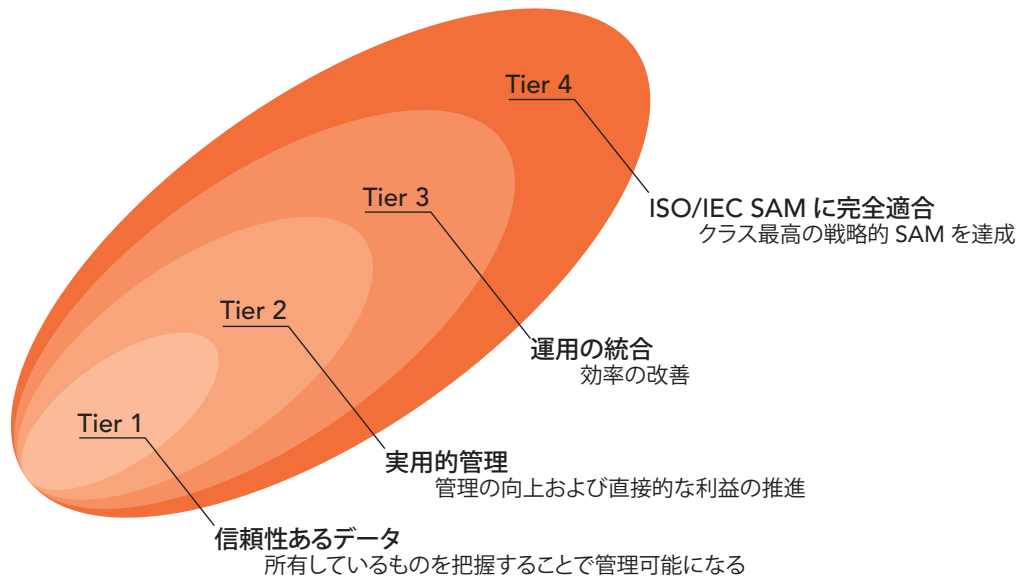 Tier 4
ISO/IEC SAM に完全適合
クラス最高の戦略的 SAM を達成
Tier 3
運用の統合
効率の改善
Tier 2
実用的管理
管理の向上および直接的な利益の推進
Tier 1
信頼性あるデータ
所有しているものを把握することで管理可能になる